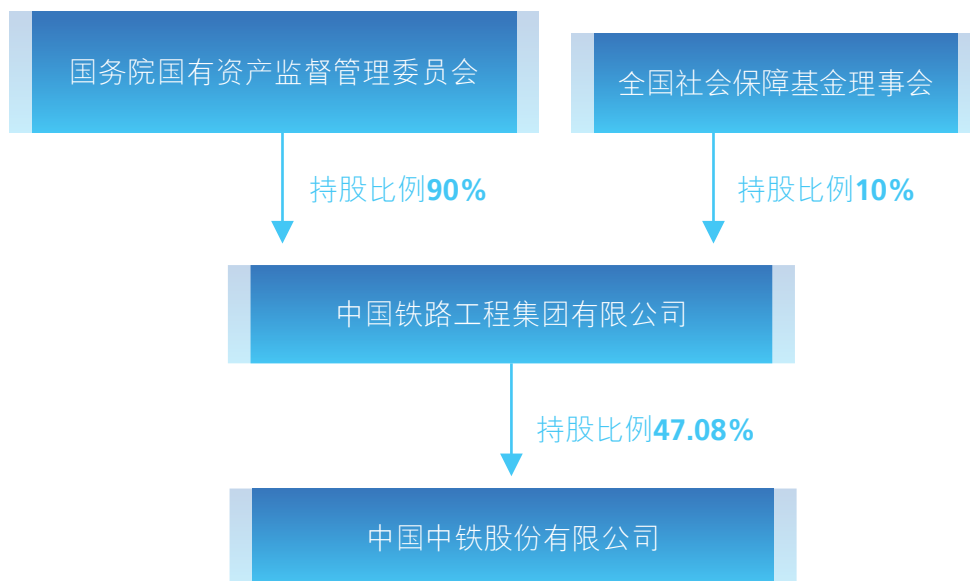 国务院国有资产监督管理委员会
全国社会保障基金理事会
持股比例90%
持股比例10%
中国铁路工程集团有限公司
持股比例47.08%
中国中铁股份有限公司